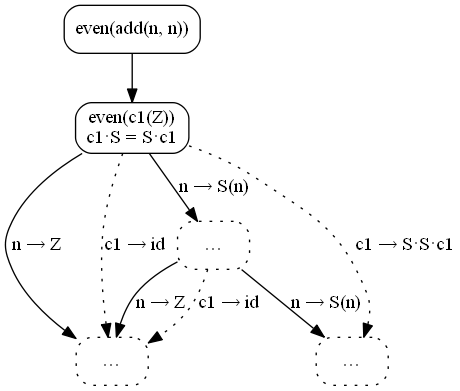 even(add(n, n))
even(c1(Z))
c1·S = S·c1
n → S(n)
n → Z
c1 → id
...
c1 → S·S·c1
n → Z
c1 → id
n → S(n)
...
...